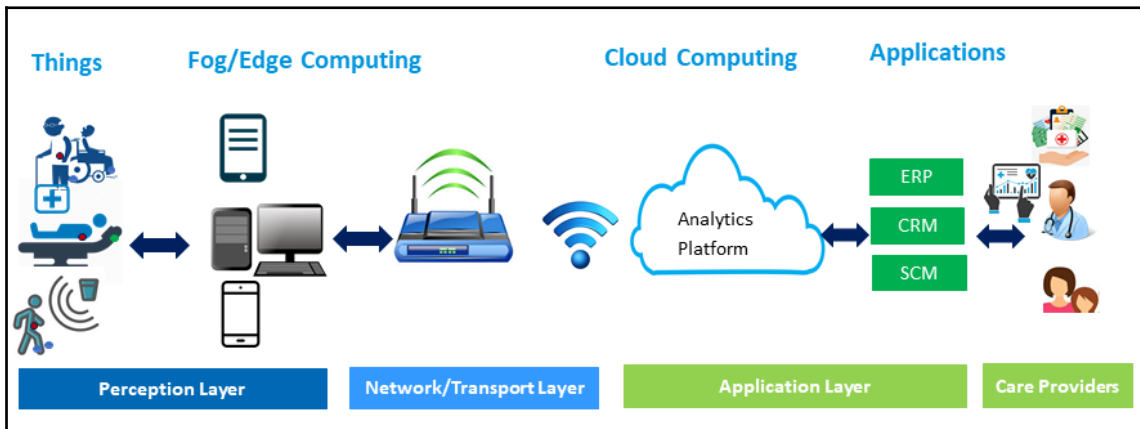 Things
Fog/Edge Computing
Cloud Computing
Applications
Analytics
Platform
ERP
CRM
SCM
Perception Layer
Network/Transport Layer
Application Layer
Care Providers